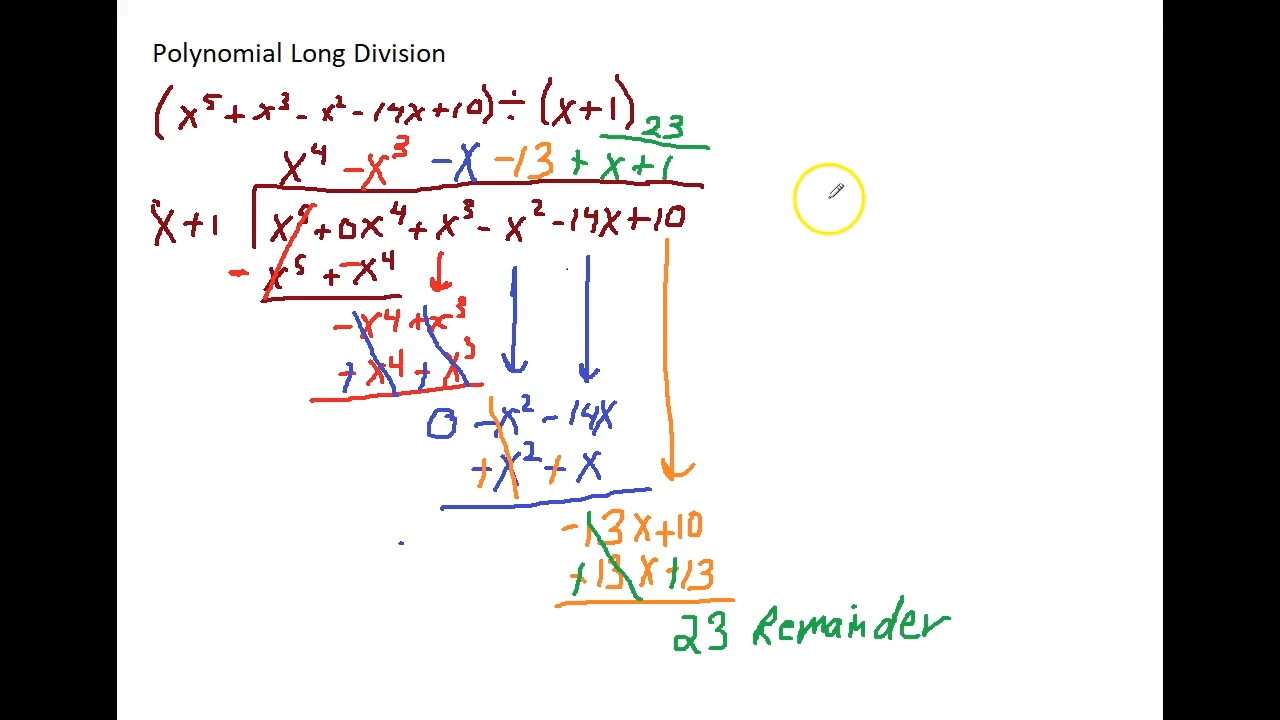 Polynomial Long Division
(x⁵ + x³ - x² - 14x + 10) ÷ (x + 1)
23
x⁴ - x³ - x - 13 + x + 1
x + 1 x⁵ + 0x⁴ + x³ - x² - 14x + 10
- x⁵ + - x⁴
- x⁴ + x³
+ x⁴ + x³
0 - x² - 14x
+ x² + x
- 13x + 10
+ 13x + 13
23 Remainder